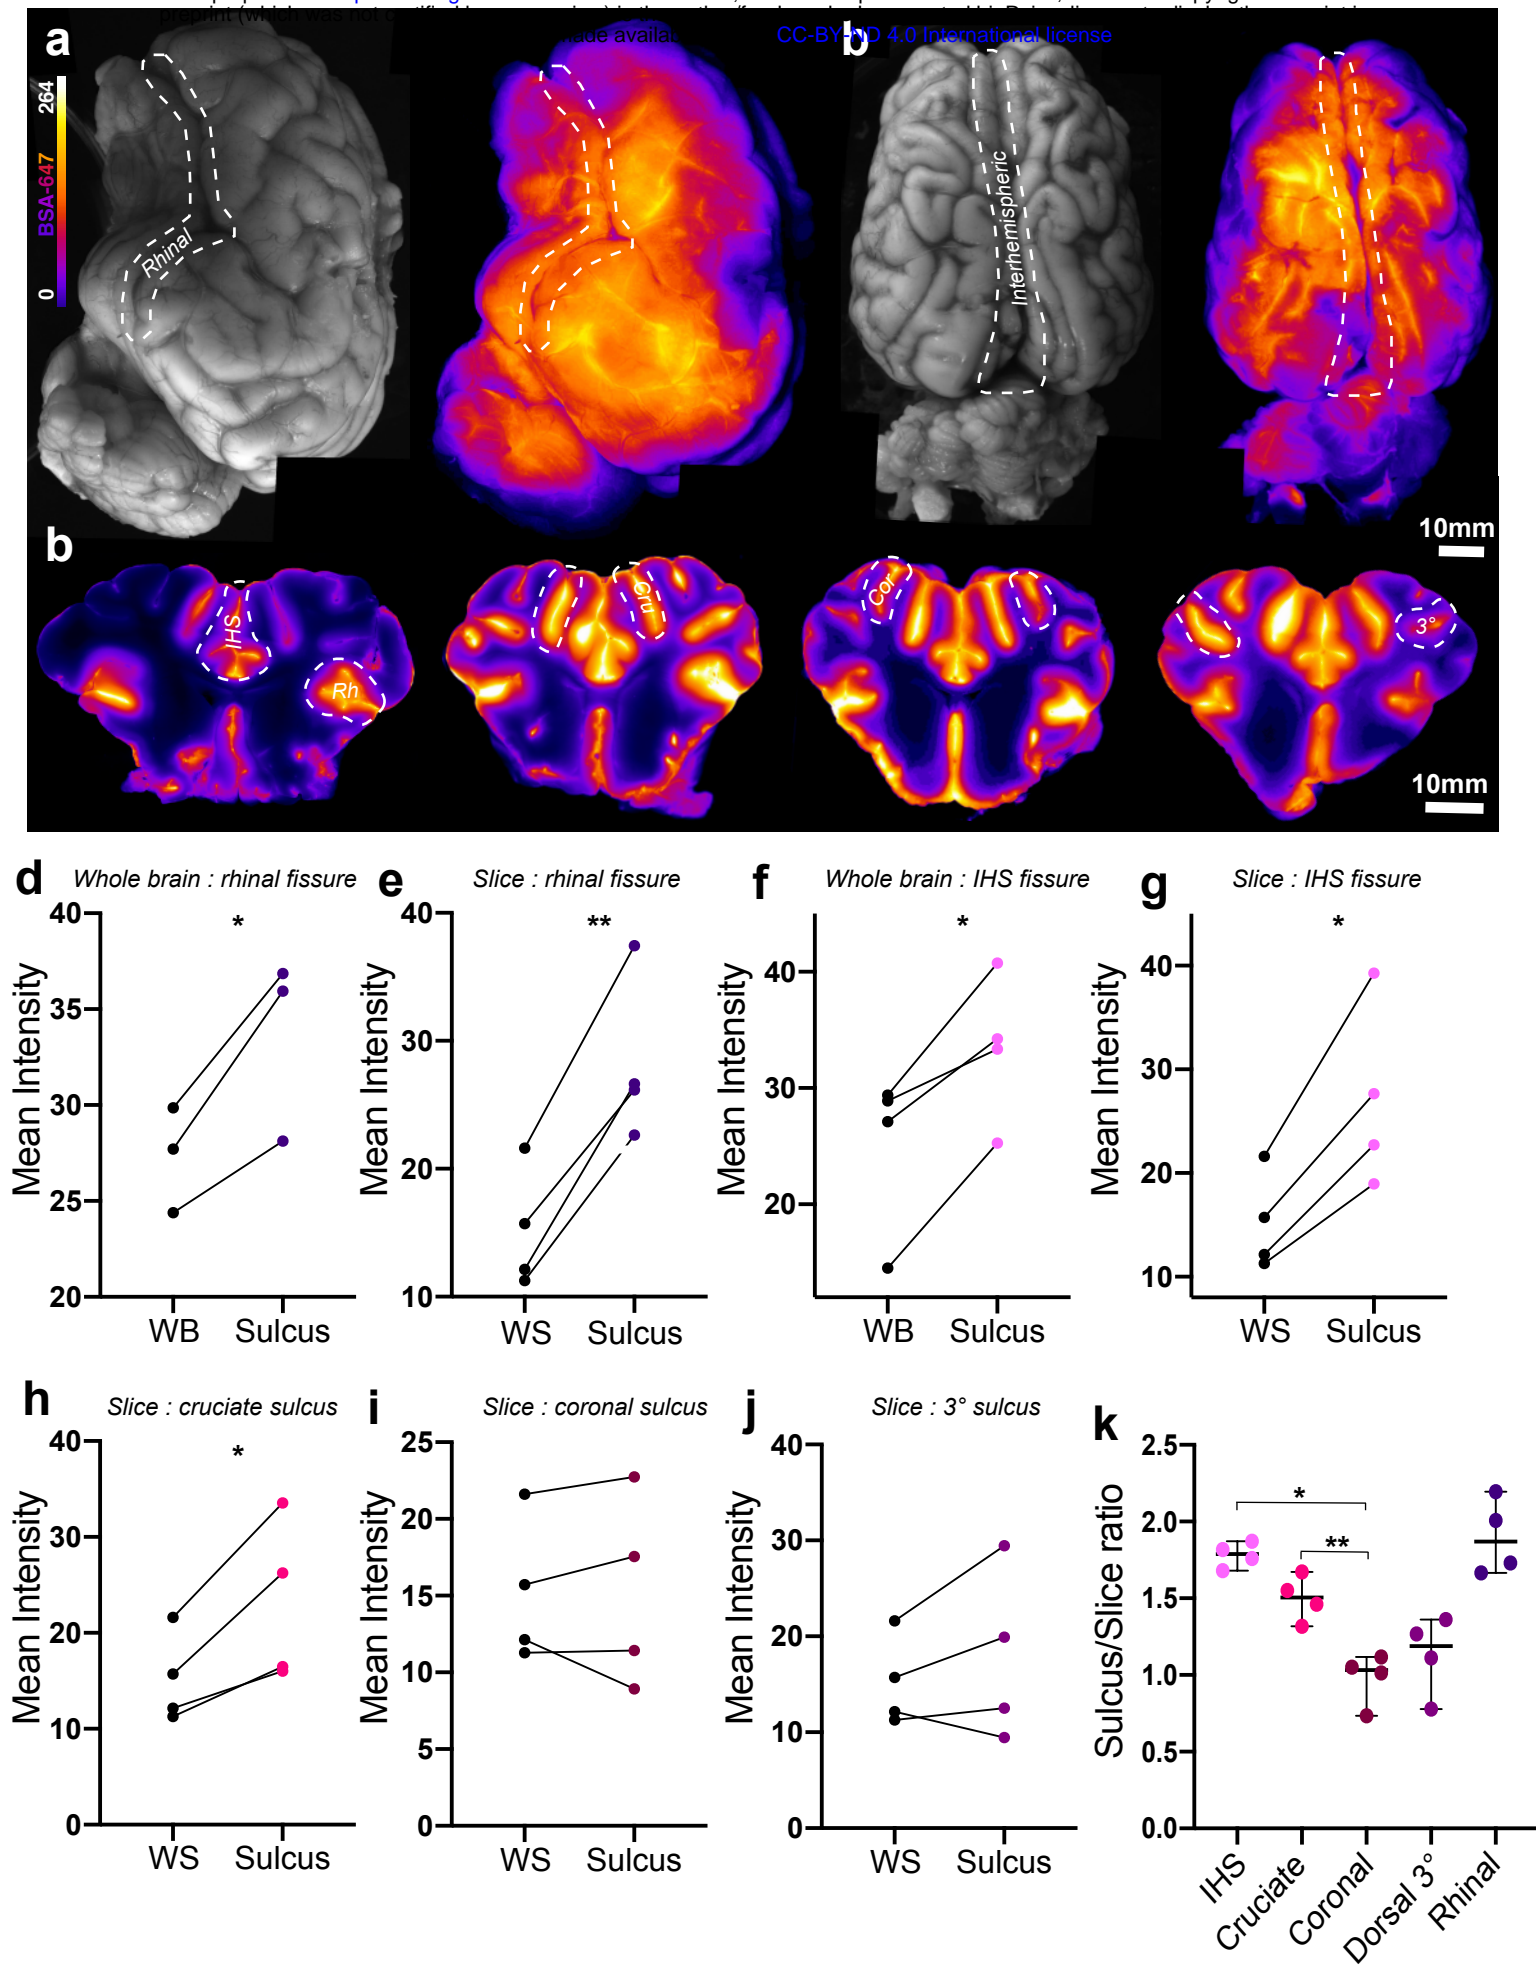 preprint (which was not
made available
CC-BY-ND 4.0 International license
a
b
264
BSA-647
0
Rhinal
Interhemispheric
10mm
b
IHS
Rh
Cru
Cor
3°
10mm
d
Whole brain : rhinal fissure
*
Mean Intensity
40
35
30
25
20
WB
Sulcus
e
Slice : rhinal fissure
**
Mean Intensity
40
30
20
10
WS
Sulcus
f
Whole brain : IHS fissure
*
Mean Intensity
40
30
20
WB
Sulcus
g
Slice : IHS fissure
*
Mean Intensity
40
30
20
10
WS
Sulcus
h
Slice : cruciate sulcus
*
Mean Intensity
40
30
20
10
0
WS
Sulcus
i
Slice : coronal sulcus
Mean Intensity
25
20
15
10
5
0
WS
Sulcus
j
Slice : 3° sulcus
Mean Intensity
40
30
20
10
0
WS
Sulcus
k
Sulcus/Slice ratio
2.5
2.0
1.5
1.0
0.5
0.0
*
**
IHS
Cruciate
Coronal
Dorsal 3°
Rhinal